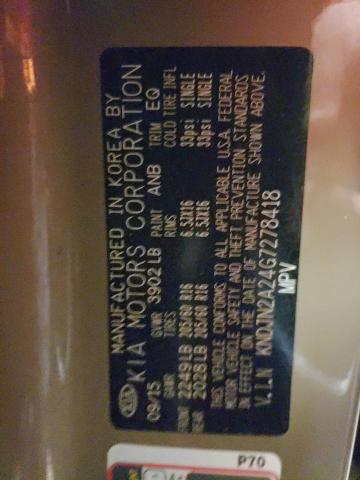 MANUFACTURED IN KOREA BY
KIA KIA MOTORS CORPORATION
09/15 GVWR 3902LB PAINT ANB TRIM EQ
GAWR TIRES RIMS COLD TIRE INFL
FRONT 2249LB 205/60 R16 6.5JX16 33psi SINGLE
REAR 2028LB 205/60 R16 6.5JX16 33psi SINGLE
THIS VEHICLE CONFORMS TO ALL APPLICABLE U.S.A. FEDERAL
MOTOR VEHICLE SAFETY AND THEFT PREVENTION STANDARDS
IN EFFECT ON THE DATE OF MANUFACTURE SHOWN ABOVE.
V.I.N KNDJN2A24G7278418
MPV
P70